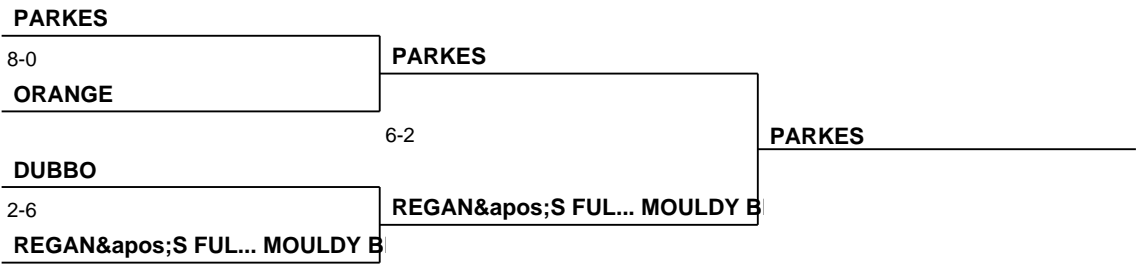 PARKES
8-0
PARKES
ORANGE
6-2
PARKES
DUBBO
2-6
REGAN&apos;S FUL... MOULDY B
REGAN&apos;S FUL... MOULDY B